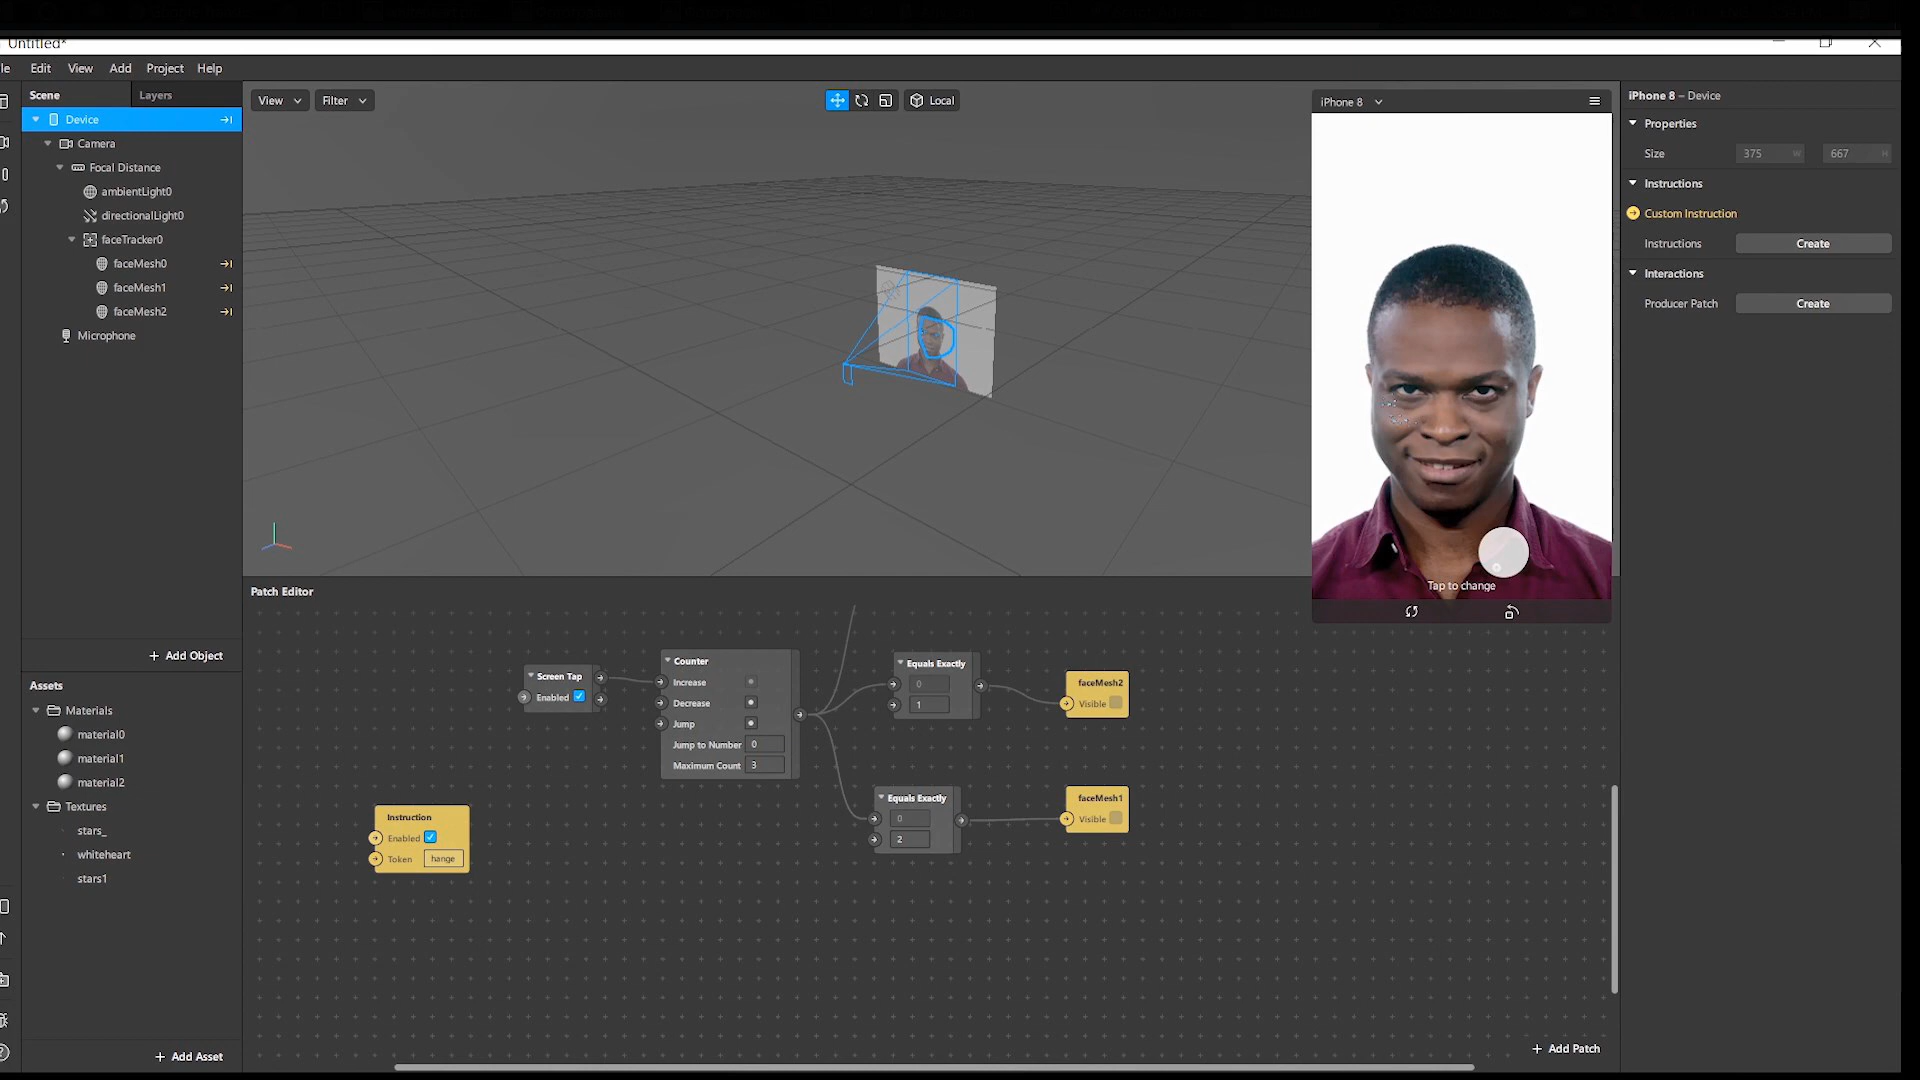 Untitled*
le Edit View Add Project Help
Scene Layers
Device
Camera
Focal Distance
ambientLight0
directionalLight0
faceTracker0
faceMesh0
faceMesh1
faceMesh2
Microphone
+ Add Object
Assets
Materials
material0
material1
material2
Textures
stars_
whiteheart
stars1
+ Add Asset
View Filter
Local
iPhone 8
Tap to change
Patch Editor
Screen Tap
Enabled
Counter
Increase
Decrease
Jump
Jump to Number 0
Maximum Count 3
Equals Exactly
0
1
faceMesh2
Visible
Equals Exactly
0
2
faceMesh1
Visible
Instruction
Enabled
Token hange
+ Add Patch
iPhone 8 – Device
Properties
Size 375 W 667 H
Instructions
Custom Instruction
Instructions Create
Interactions
Producer Patch Create